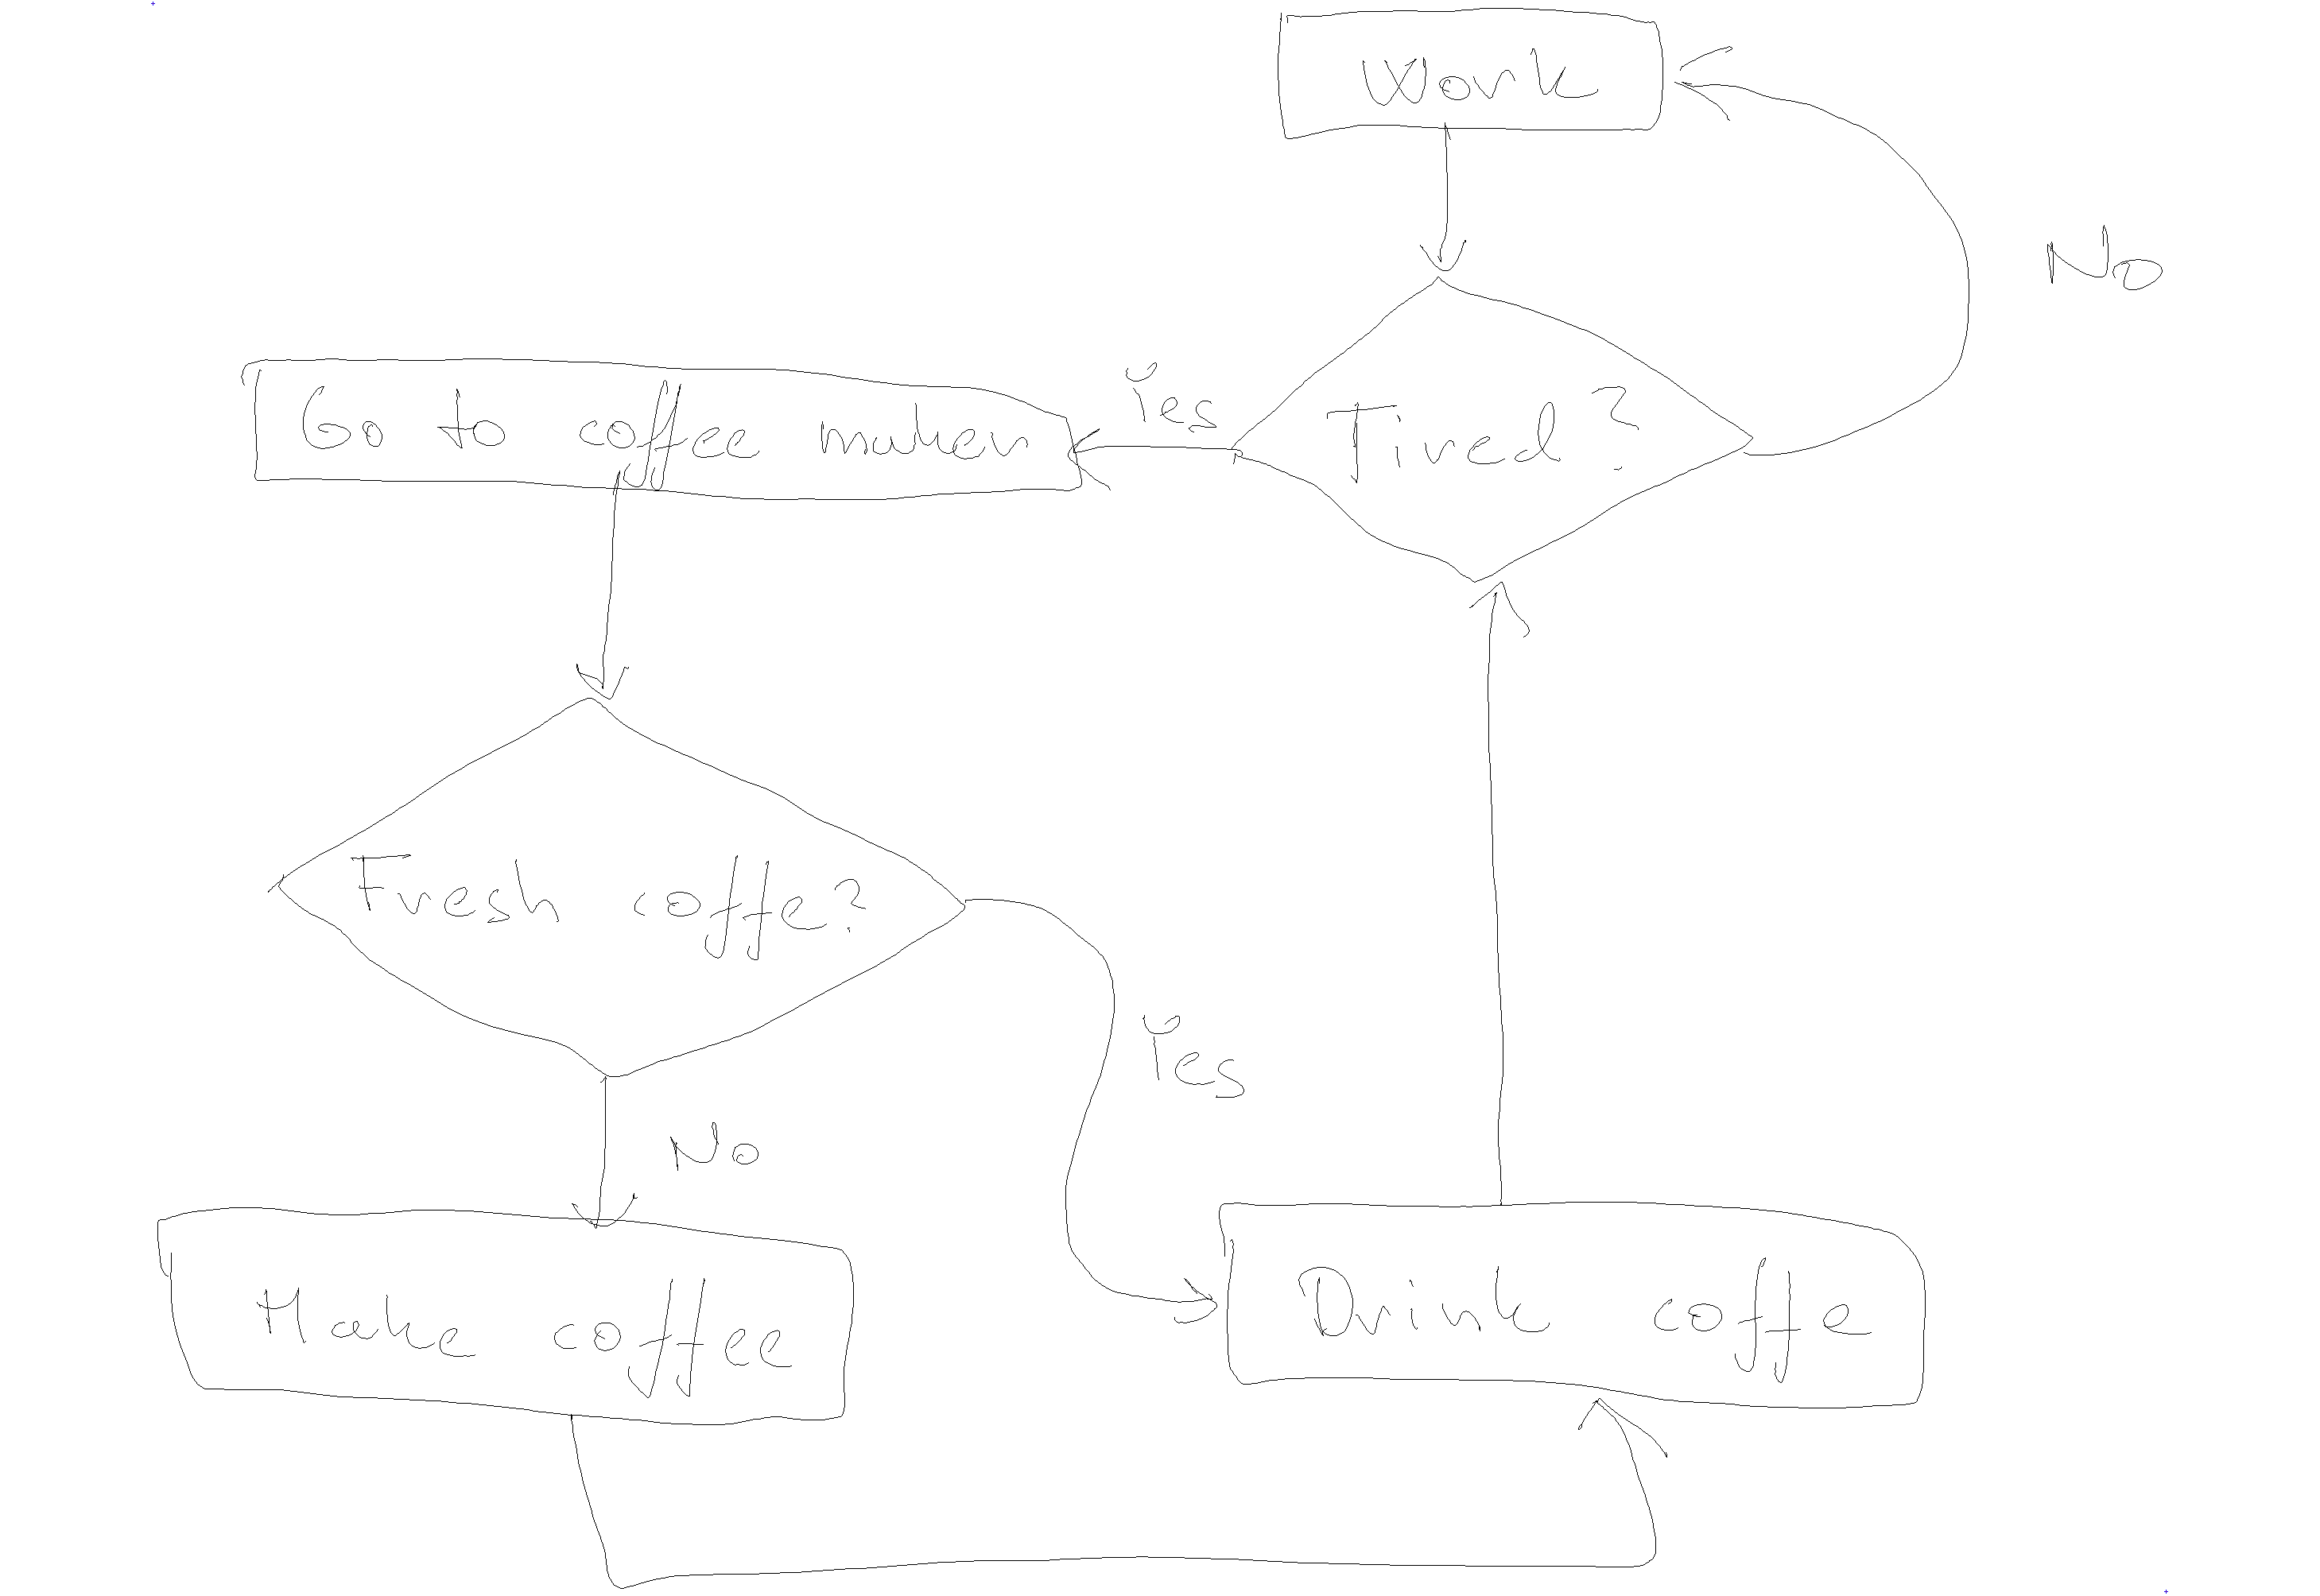 Work
No
Yes
Go to coffee maker
Tired?
Fresh coffe?
Yes
No
Make coffee
Drink coffe